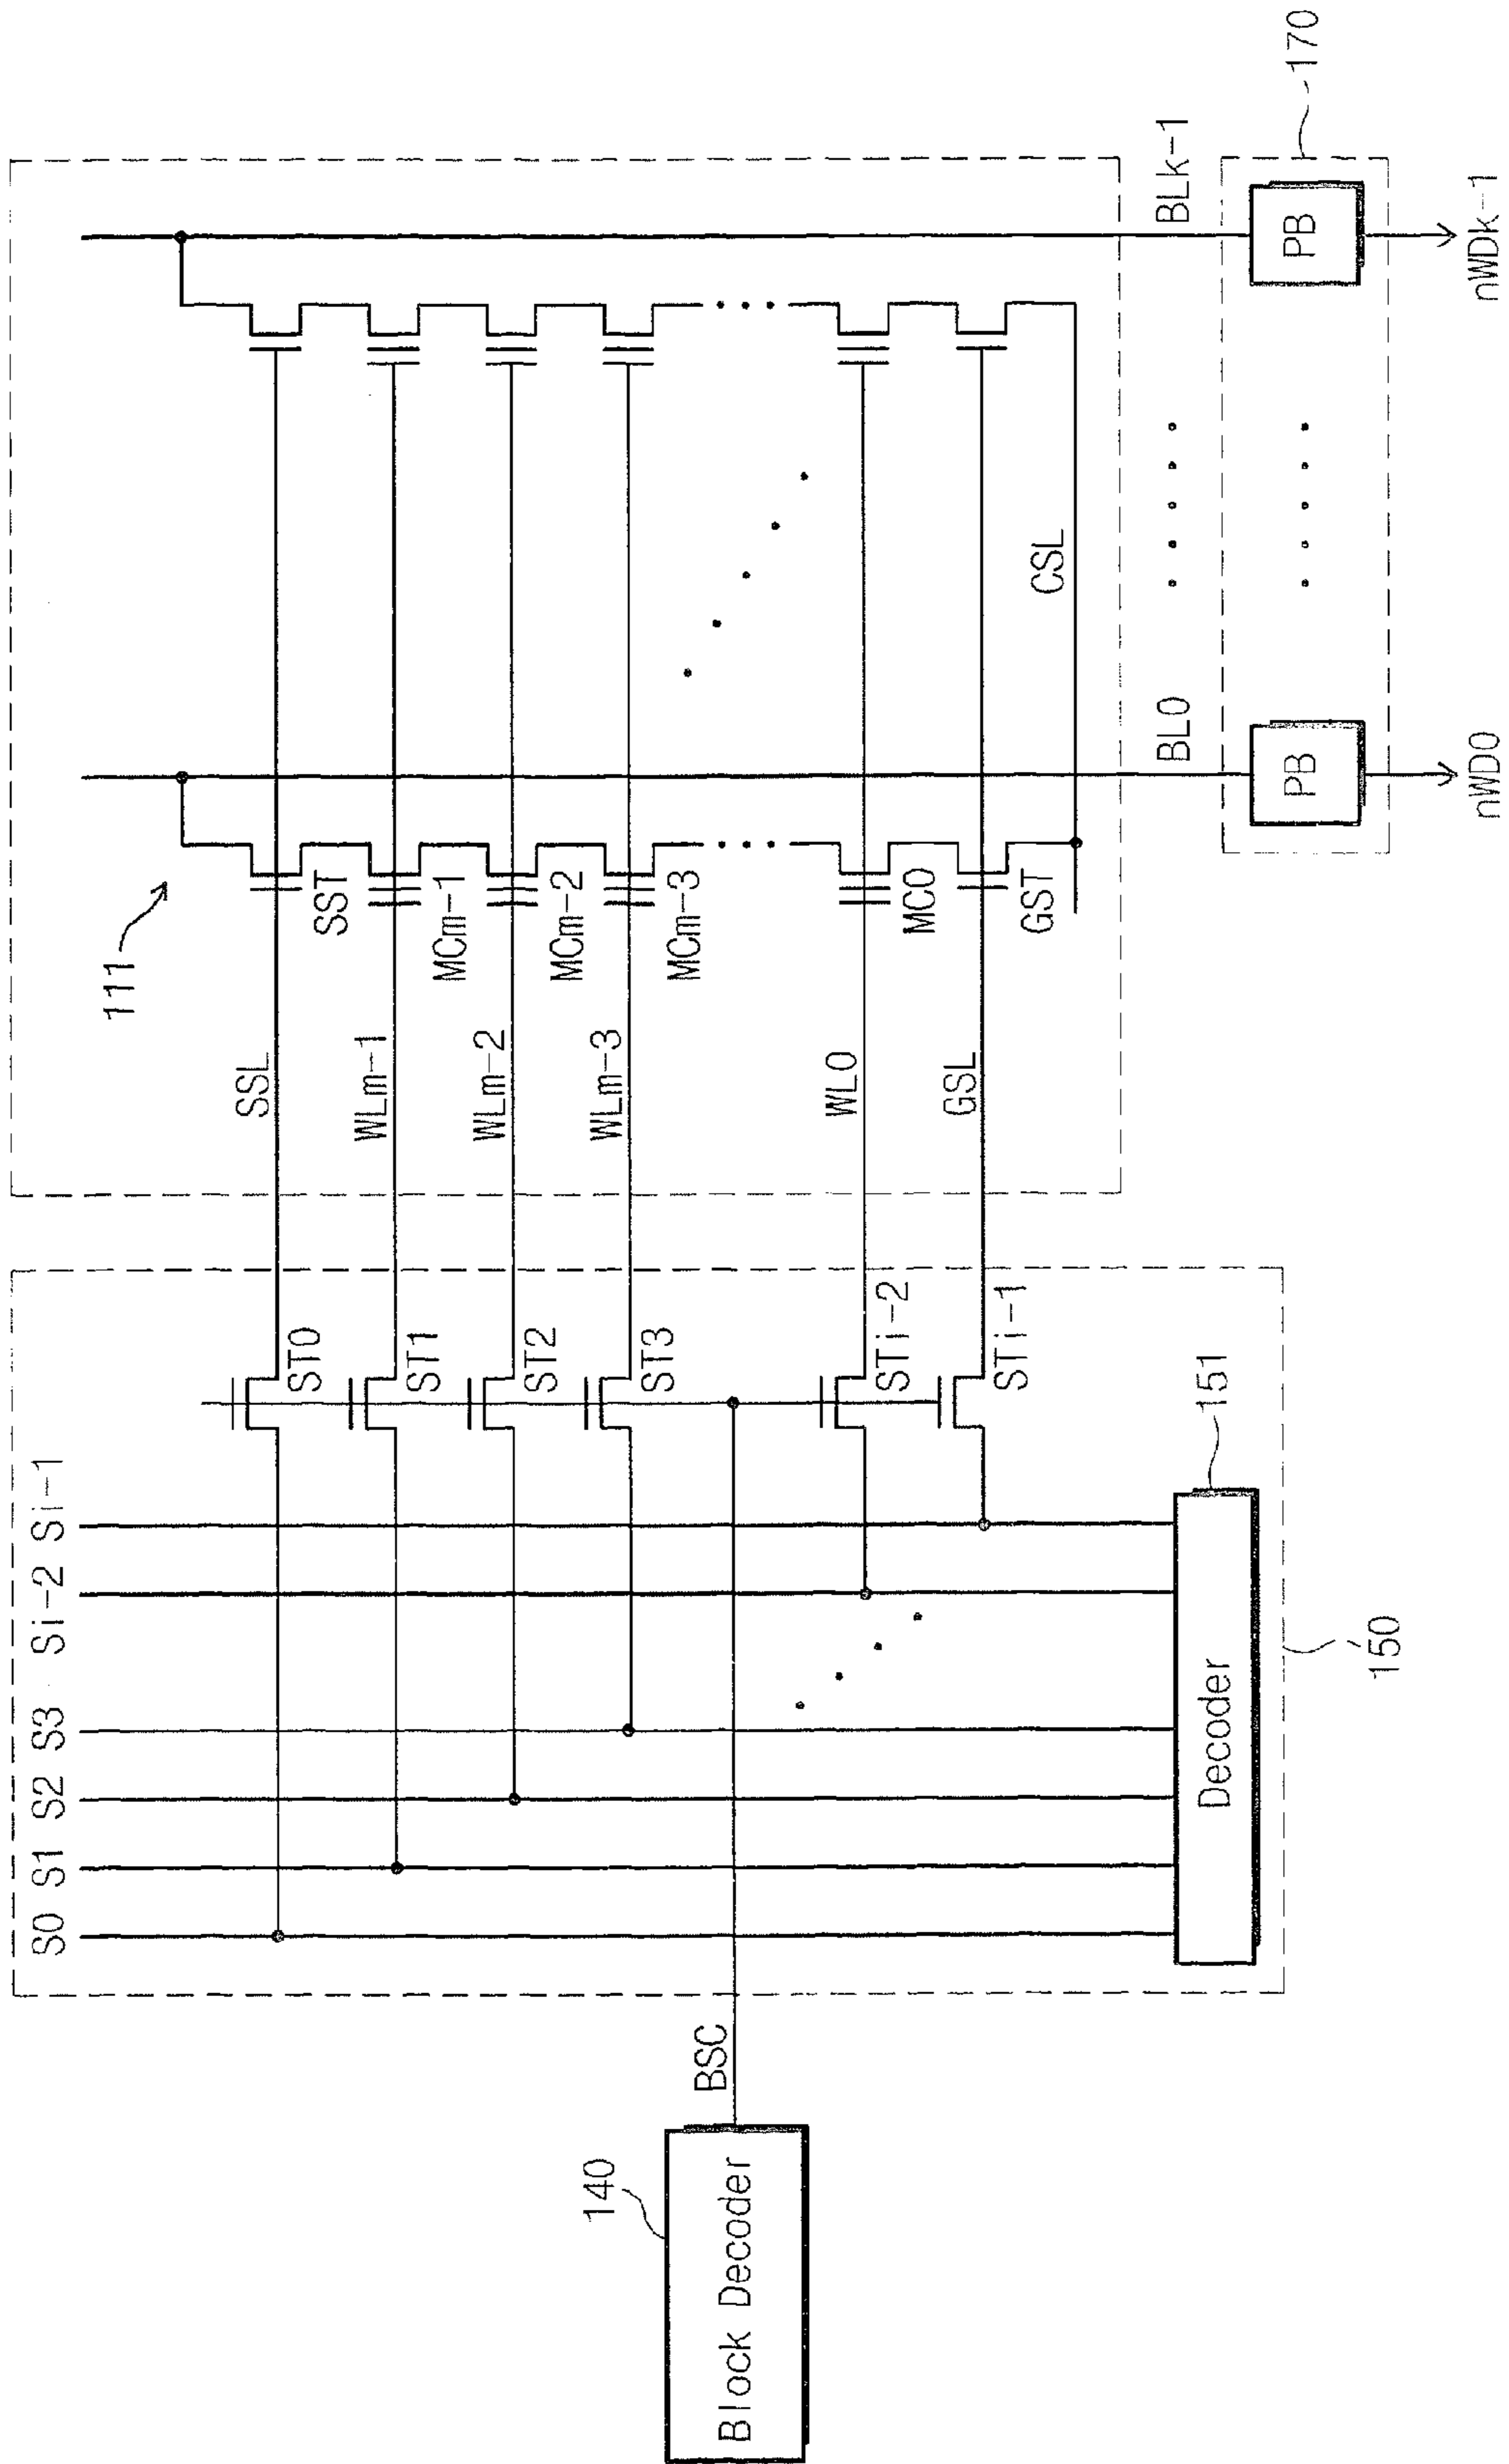 Block Decoder
140
BSC
S0
S1
S2
S3
Si-2
Si-1
ST0
ST1
ST2
ST3
STi-2
STi-1
Decoder
151
150
111
SSL
WLm-1
WLm-2
WLm-3
WL0
GSL
SST
MCm-1
MCm-2
MCm-3
MC0
GST
CSL
BL0
BLk-1
PB
PB
170
nWD0
nWDk-1